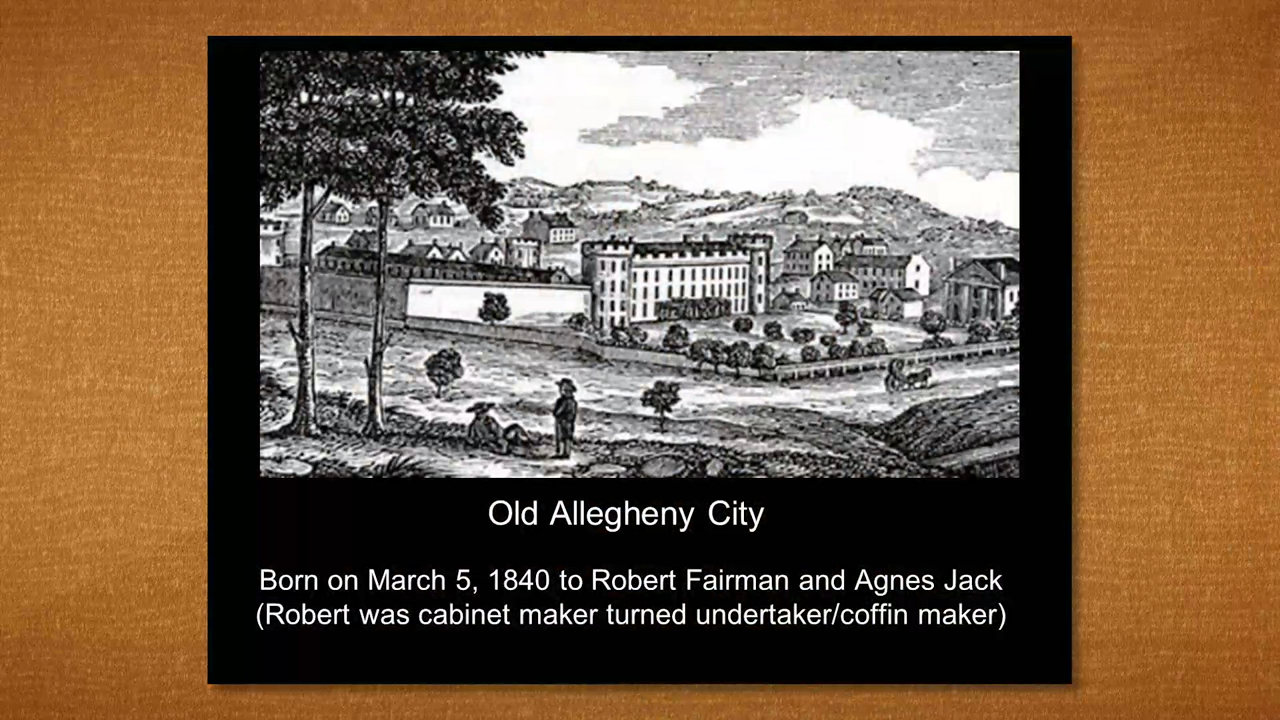 Old Allegheny City
Born on March 5, 1840 to Robert Fairman and Agnes Jack
(Robert was cabinet maker turned undertaker/coffin maker)